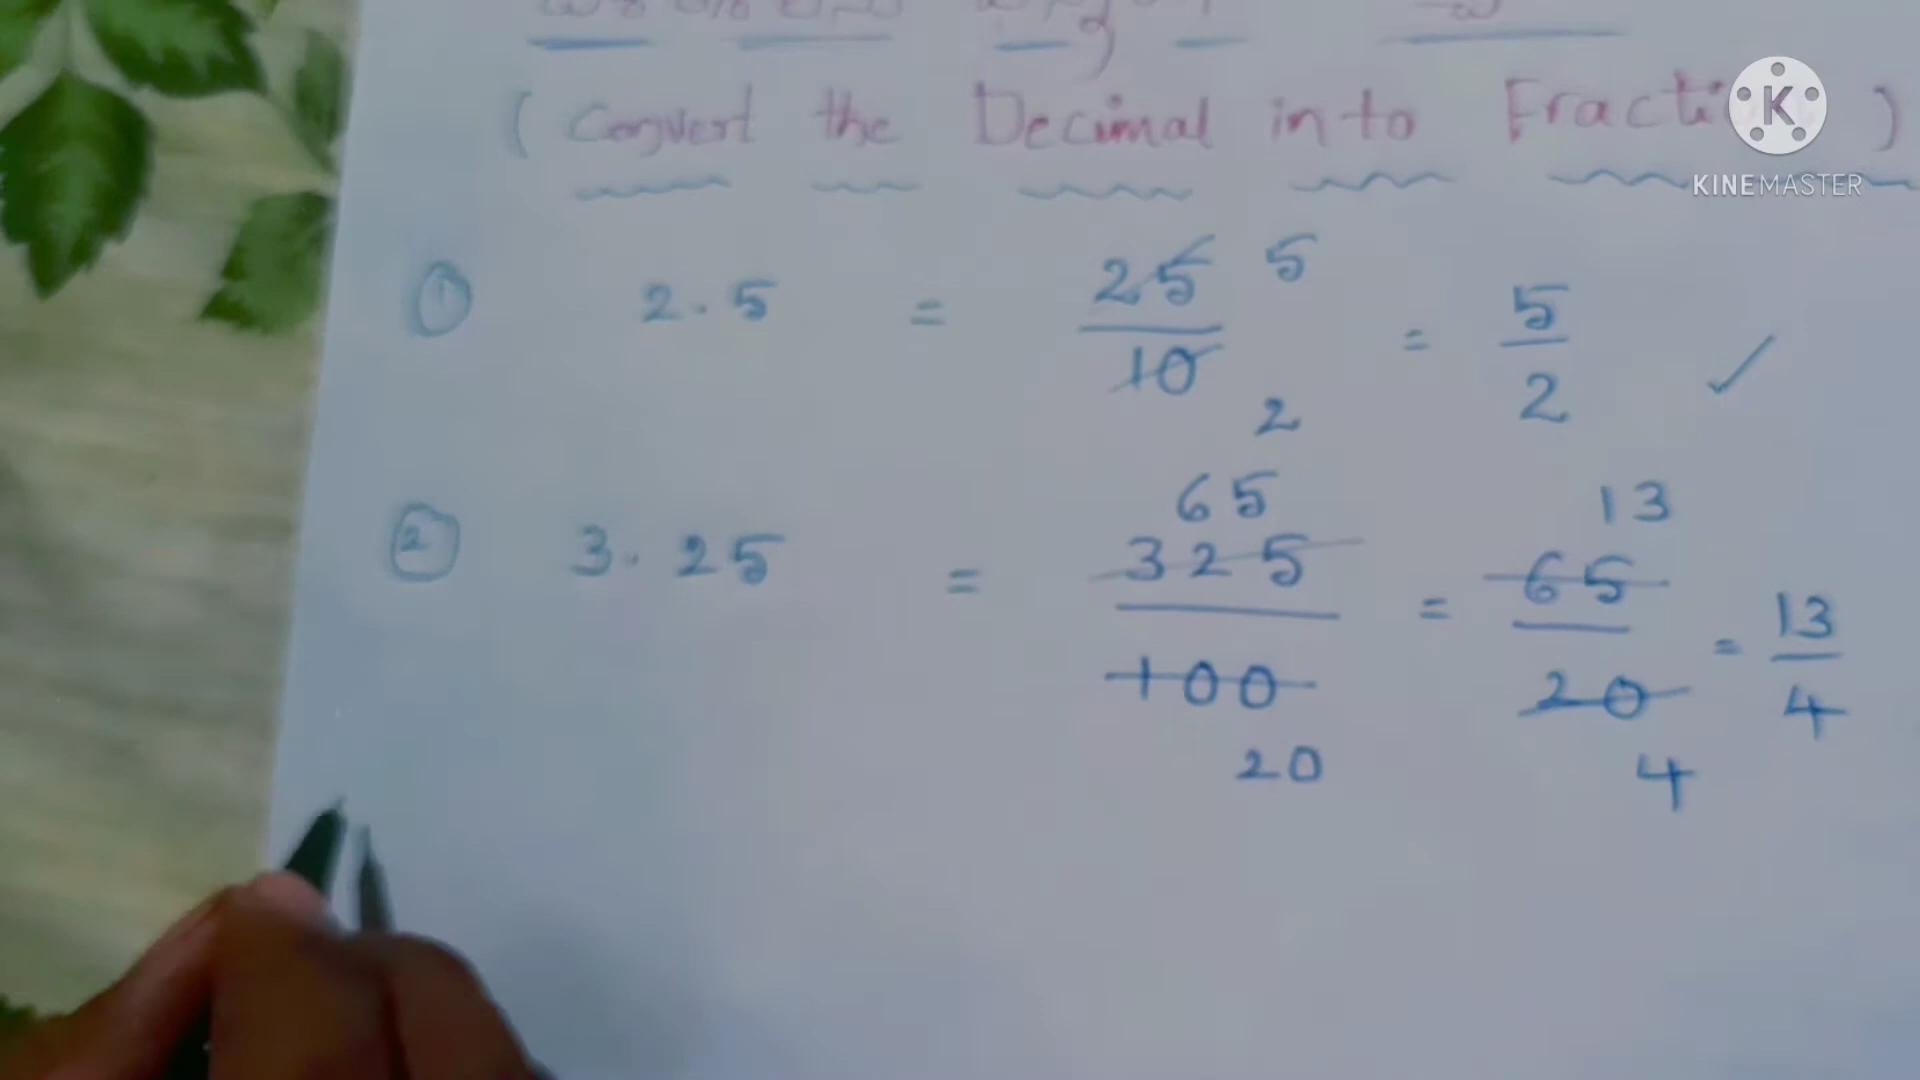 ( Convert the Decimal into Fracti )
① 2.5 = 25/10 5 2 = 5/2 ✓
② 3.25 = 325/100 65 20 = 65/20 13 4 = 13/4
K
KINEMASTER